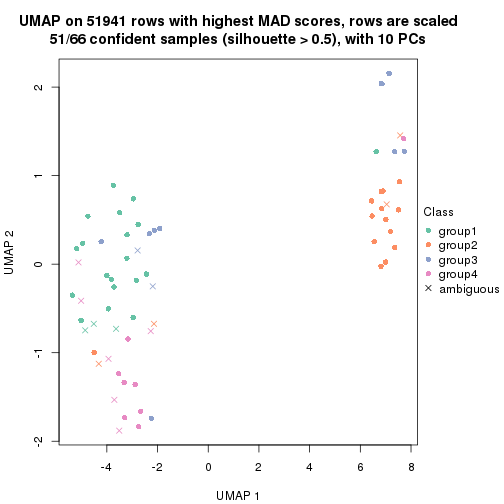 UMAP on 51941 rows with highest MAD scores, rows are scaled
51/66 confident samples (silhouette > 0.5), with 10 PCs
2
1
0
-1
-2
UMAP 2
-4
-2
0
2
4
6
8
UMAP 1
Class
group1
group2
group3
group4
ambiguous